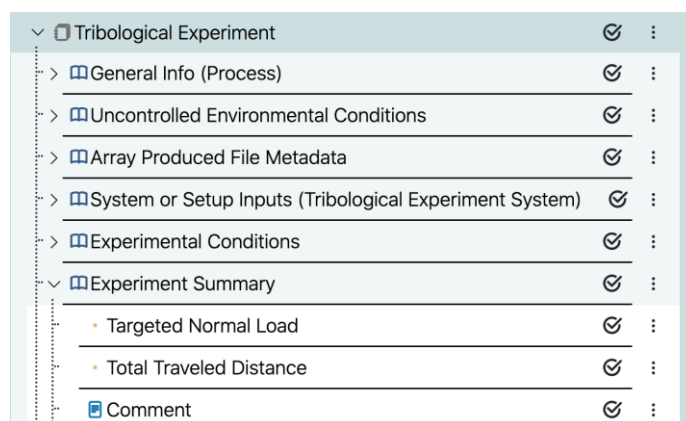 Tribological Experiment
General Info (Process)
Uncontrolled Environmental Conditions
Array Produced File Metadata
System or Setup Inputs (Tribological Experiment System)
Experimental Conditions
Experiment Summary
Targeted Normal Load
Total Traveled Distance
Comment